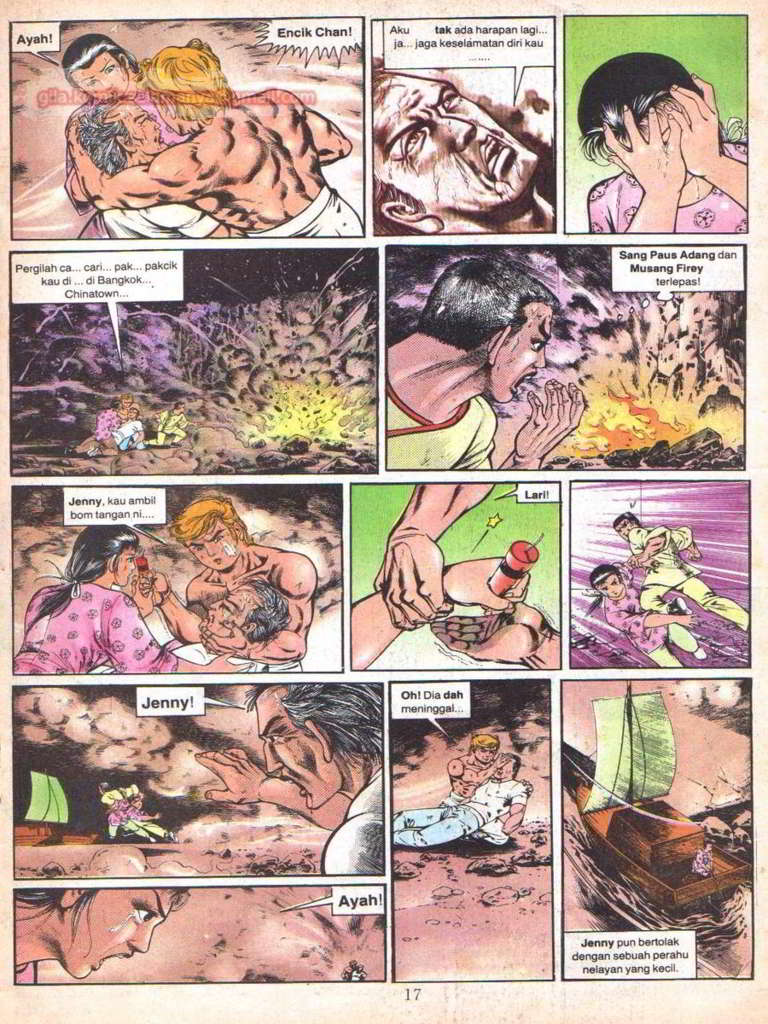 Ayah!
Encik Chan!
Aku tak ada harapan lagi...
ja... jaga keselamatan diri kau
.......
Pergilah ca... cari... pak... pakcik
kau di ... di Bangkok...
Chinatown...
Sang Paus Adang dan
Musang Firey
terlepas!
Jenny, kau ambil
bom tangan ni....
Lari!
Jenny!
Oh! Dia dah
meninggal...
Ayah!
Jenny pun bertolak
dengan sebuah perahu
nelayan yang kecil.
17